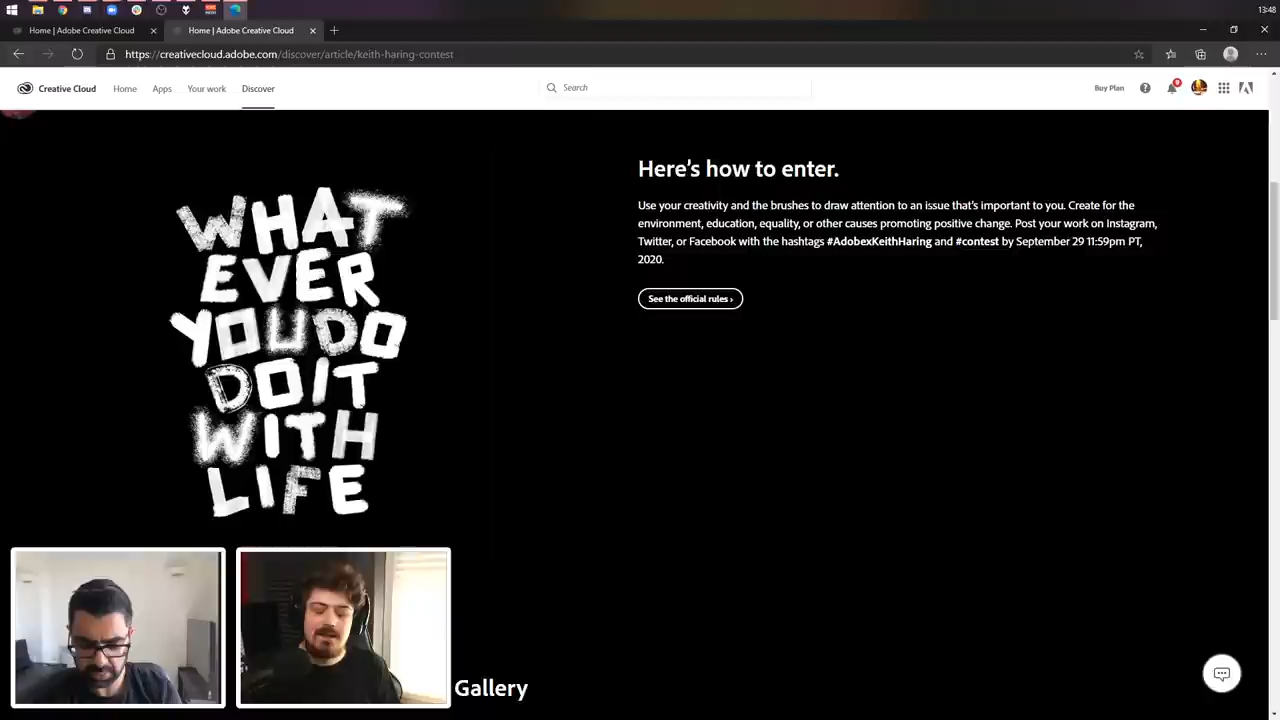 13:48
Home | Adobe Creative Cloud
Home | Adobe Creative Cloud
https://creativecloud.adobe.com/discover/article/keith-haring-contest
Creative Cloud
Home
Apps
Your work
Discover
Search
Buy Plan
Here's how to enter.
Use your creativity and the brushes to draw attention to an issue that's important to you. Create for the
environment, education, equality, or other causes promoting positive change. Post your work on Instagram,
Twitter, or Facebook with the hashtags #AdobexKeithHaring and #contest by September 29 11:59pm PT,
2020.
See the official rules ›
WHAT
EVER
YOU DO
DO IT
WITH
LIFE
Gallery